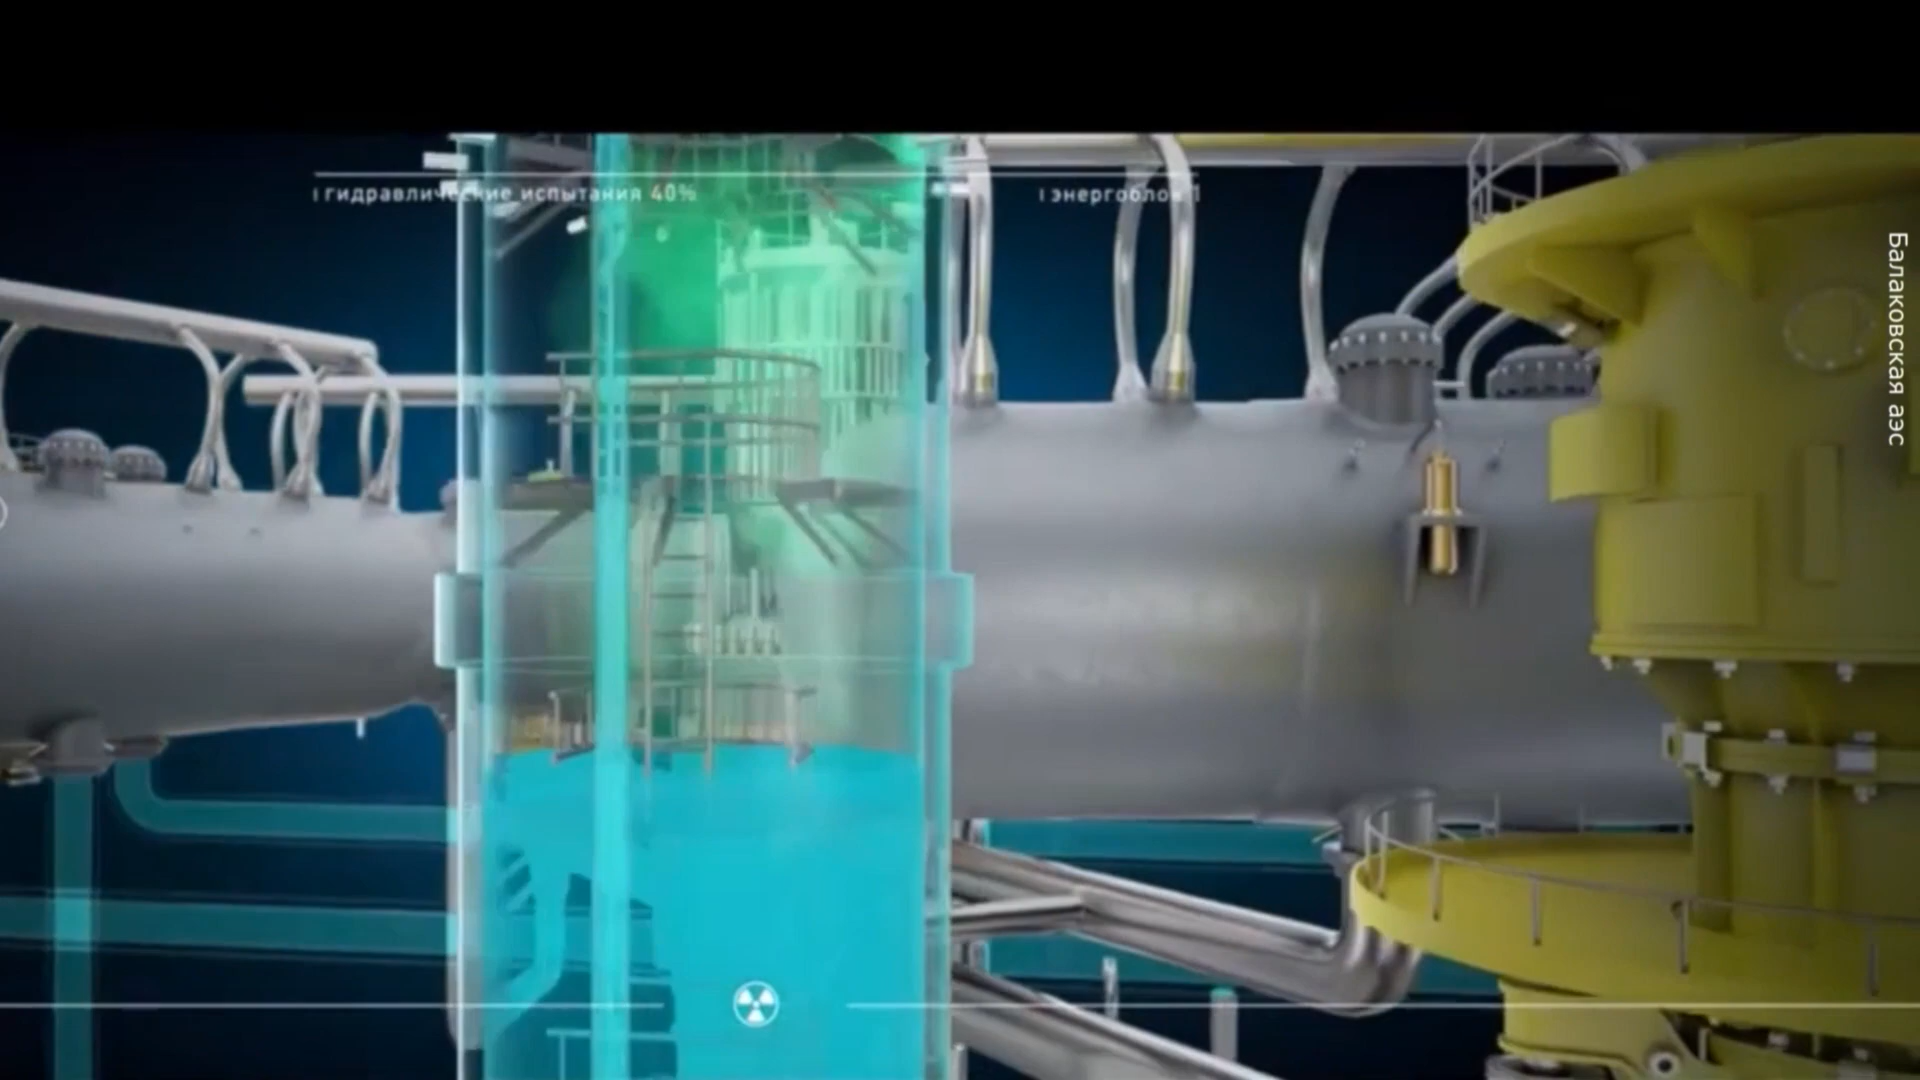 гидравлические испытания 40%
энергоблок 1
Балаковская аэс